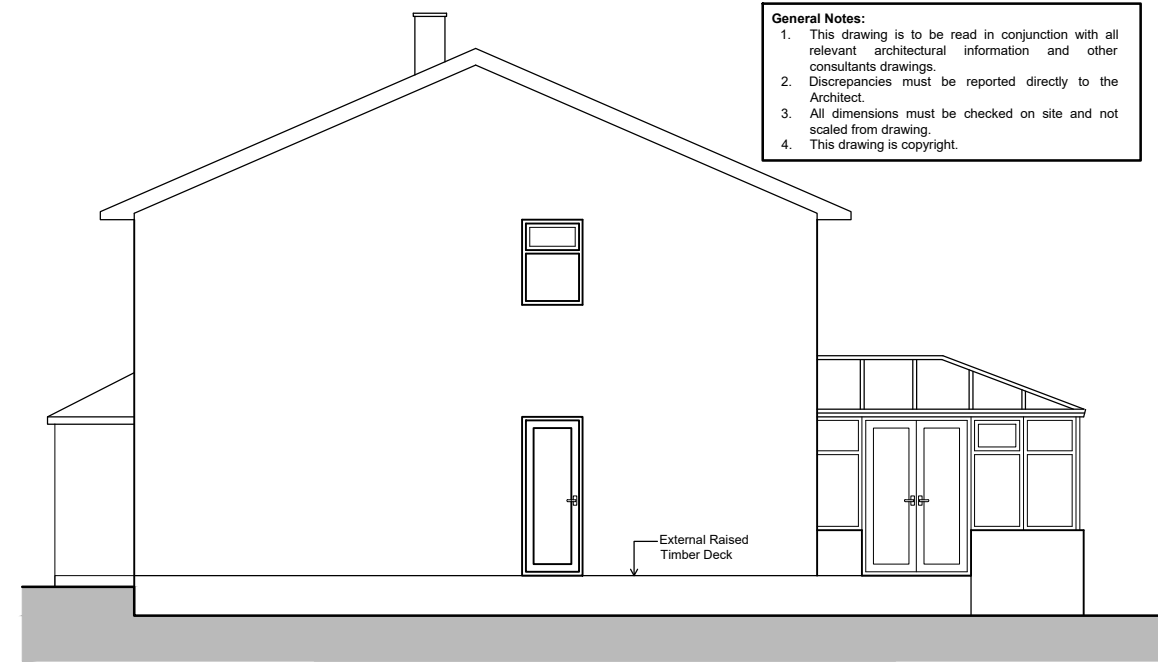 General Notes:
1. This drawing is to be read in conjunction with all
relevant architectural information and other
consultants drawings.
2. Discrepancies must be reported directly to the
Architect.
3. All dimensions must be checked on site and not
scaled from drawing.
4. This drawing is copyright.
External Raised
Timber Deck